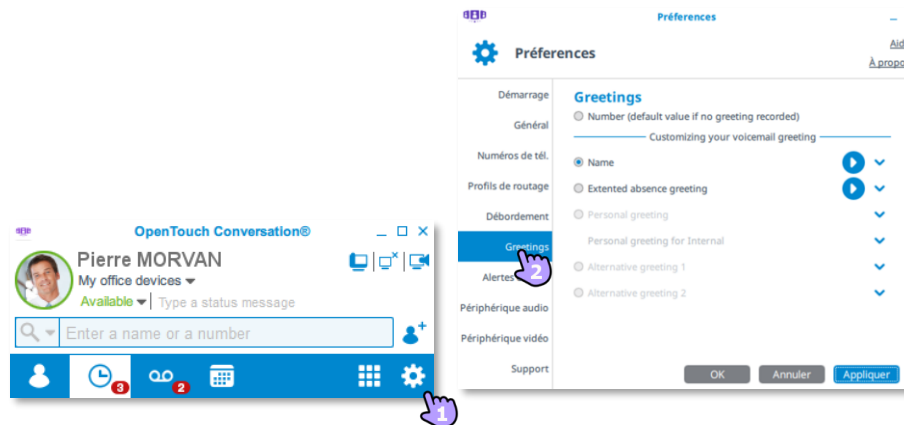 OpenTouch Conversation®
Pierre MORVAN
My office devices
Available
Type a status message
Enter a name or a number
3
2
1
Préferences
Préferences
Aid
À propo
Démarrage
Général
Numéros de tél.
Profils de routage
Débordement
Greetings
Alertes
Périphérique audio
Périphérique vidéo
Support
2
Greetings
Number (default value if no greeting recorded)
Customizing your voicemail greeting
Name
Extented absence greeting
Personal greeting
Personal greeting for Internal
Alternative greeting 1
Alternative greeting 2
OK
Annuler
Appliquer